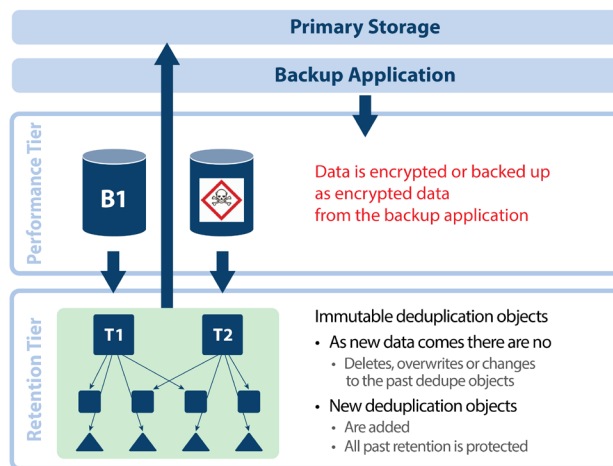 Primary Storage
Backup Application
Performance Tier
B1
Data is encrypted or backed up
as encrypted data
from the backup application
Retention Tier
T1
T2
Immutable deduplication objects
• As new data comes there are no
• Deletes, overwrites or changes
to the past dedupe objects
• New deduplication objects
• Are added
• All past retention is protected